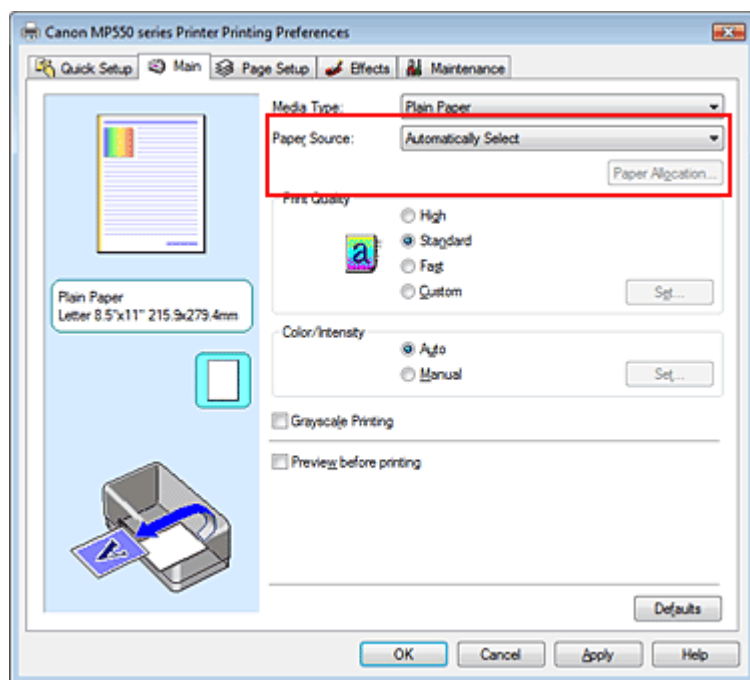 Canon MP550 series Printer Printing Preferences
Quick Setup Main Page Setup Effects Maintenance
Media Type: Plain Paper
Paper Source: Automatically Select
Paper Allocation...
Print Quality
High
Standard
Fast
Custom Set...
Plain Paper
Letter 8.5"x11" 215.9x279.4mm
Color/Intensity
Auto
Manual Set...
Grayscale Printing
Preview before printing
Defaults
OK Cancel Apply Help